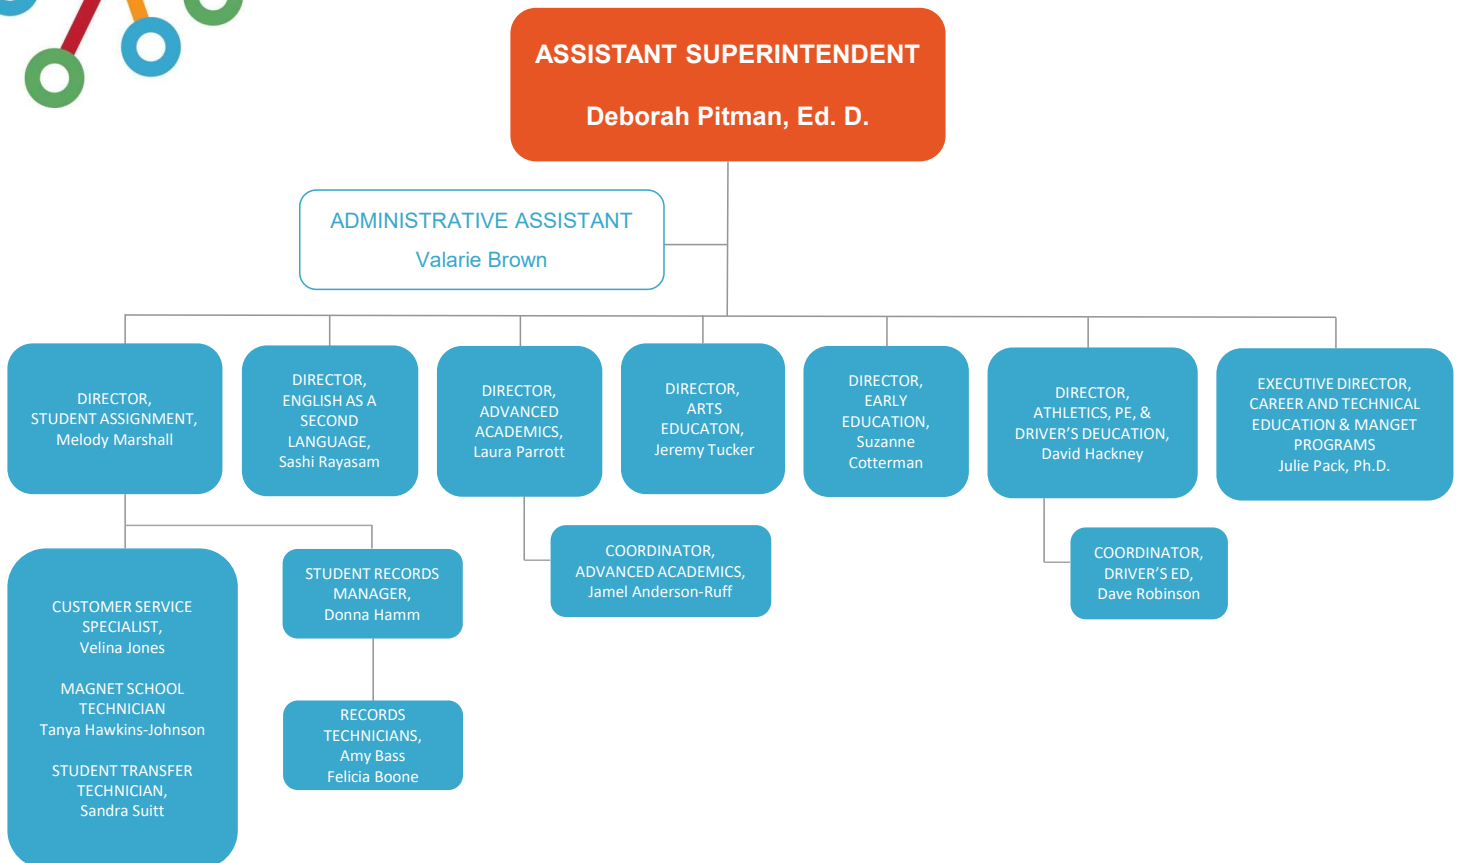 ASSISTANT SUPERINTENDENT
Deborah Pitman, Ed. D.
ADMINISTRATIVE ASSISTANT
Valarie Brown
DIRECTOR,
STUDENT ASSIGNMENT,
Melody Marshall
DIRECTOR,
ENGLISH AS A
SECOND
LANGUAGE,
Sashi Rayasam
DIRECTOR,
ADVANCED
ACADEMICS,
Laura Parrott
DIRECTOR,
ARTS
EDUCATON,
Jeremy Tucker
DIRECTOR,
EARLY
EDUCATION,
Suzanne
Cotterman
DIRECTOR,
ATHLETICS, PE, &
DRIVER'S DEUCATION,
David Hackney
EXECUTIVE DIRECTOR,
CAREER AND TECHNICAL
EDUCATION & MANGET
PROGRAMS
Julie Pack, Ph.D.
CUSTOMER SERVICE
SPECIALIST,
Velina Jones
MAGNET SCHOOL
TECHNICIAN
Tanya Hawkins-Johnson
STUDENT TRANSFER
TECHNICIAN,
Sandra Suitt
STUDENT RECORDS
MANAGER,
Donna Hamm
RECORDS
TECHNICIANS,
Amy Bass
Felicia Boone
COORDINATOR,
ADVANCED ACADEMICS,
Jamel Anderson-Ruff
COORDINATOR,
DRIVER'S ED,
Dave Robinson